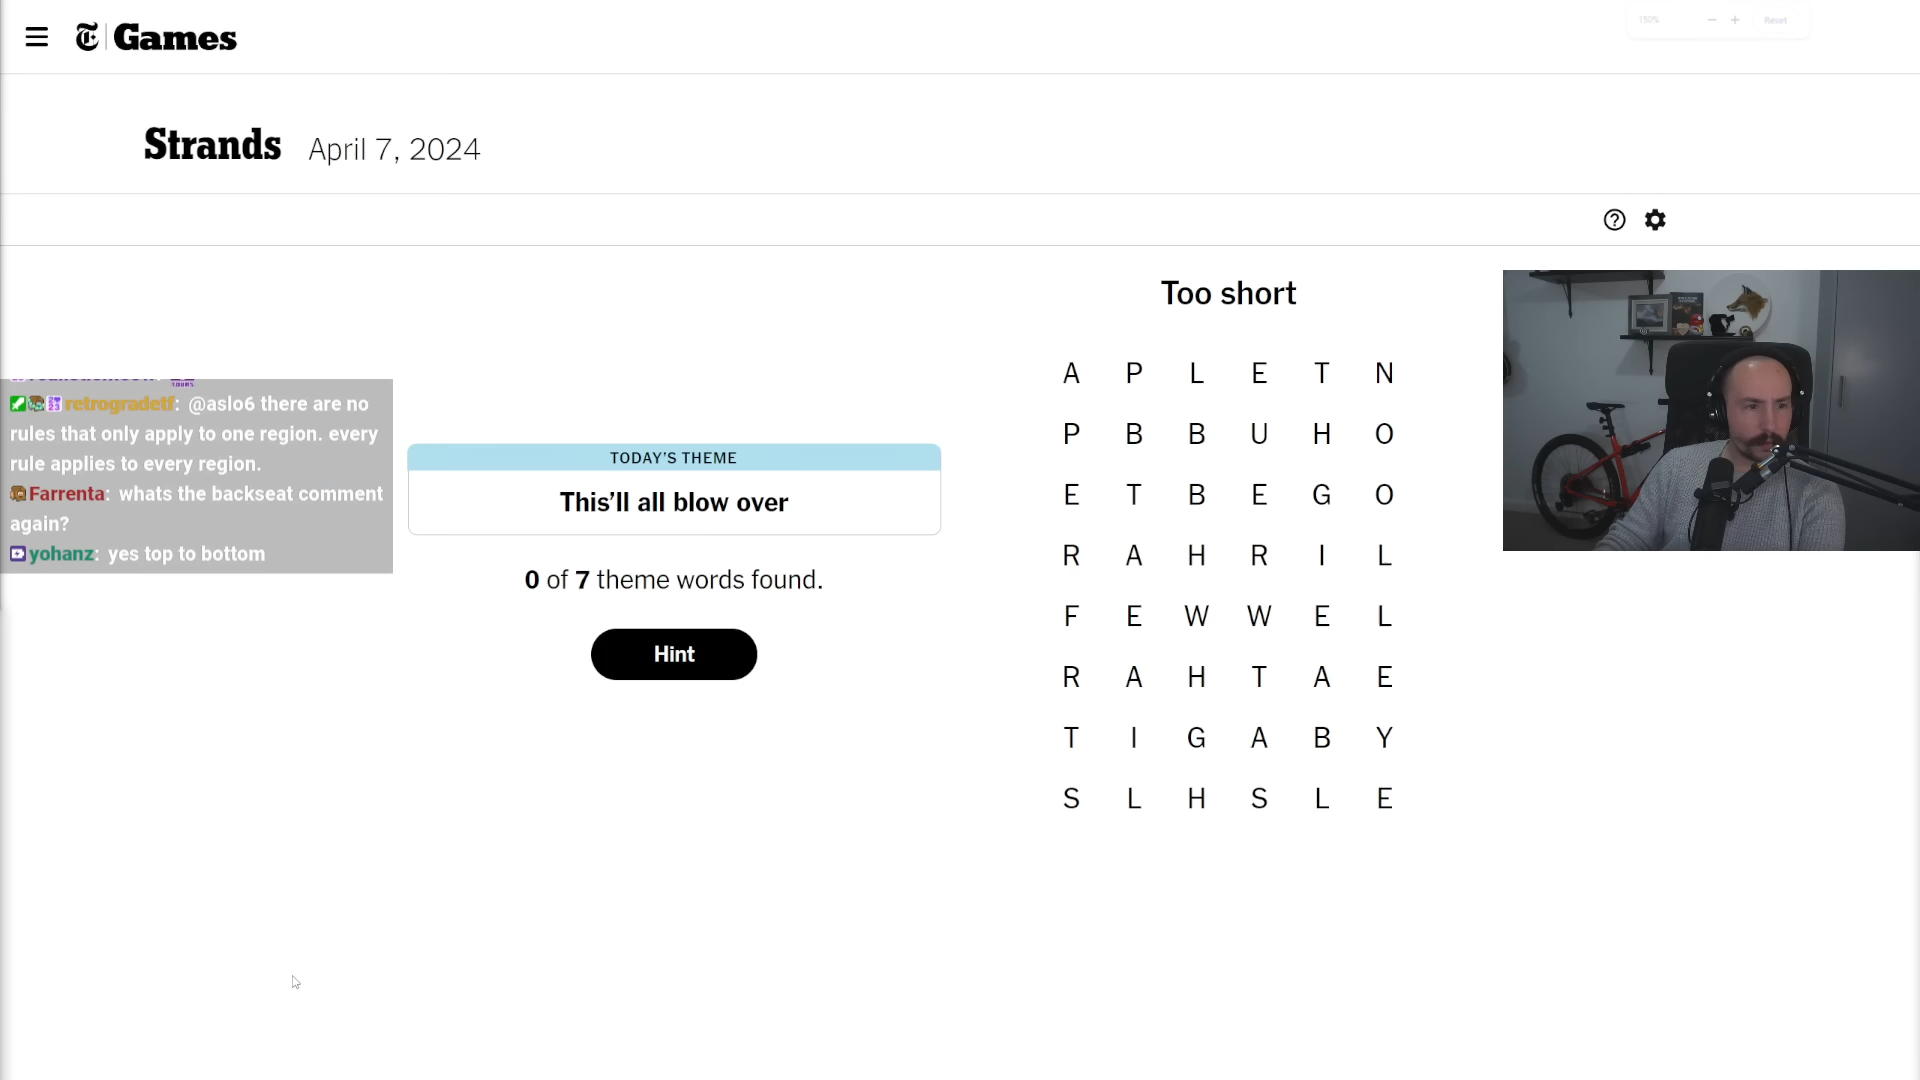 T Games
150% − + Reset
Strands April 7, 2024
Too short
A P L E T N
P B B U H O
E T B E G O
R A H R I L
F E W W E L
R A H T A E
T I G A B Y
S L H S L E
retrogradetf: @aslo6 there are no
rules that only apply to one region. every
rule applies to every region.
Farrenta: whats the backseat comment
again?
yohanz: yes top to bottom
TODAY'S THEME
This'll all blow over
0 of 7 theme words found.
Hint